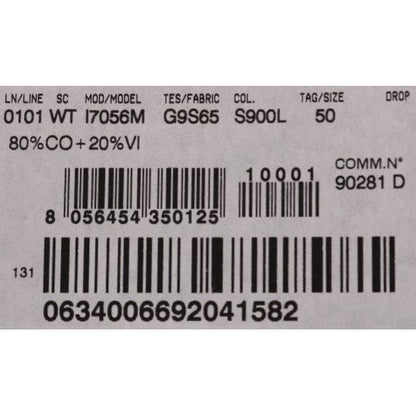 LN/LINE SC MOD/MODEL TES/FABRIC COL. TAG/SIZE DROP
0101 WT I7056M G9S65 S900L 50
80%CO+20%VI
COMM.N°
10001
90281 D
8 056454 350125
131
0634006692041582